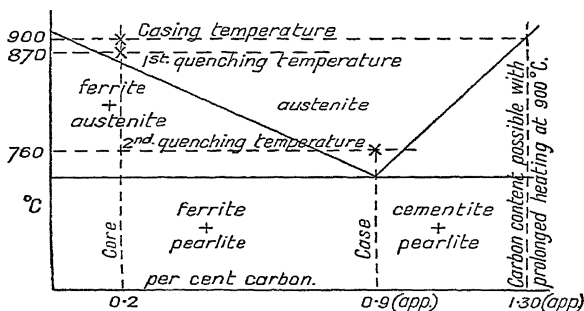 900
870
760
°C
Casing temperature
1st. quenching temperature
ferrite
+
austenite
austenite
2nd. quenching temperature
ferrite
+
pearlite
cementite
+
pearlite
Core
Case
Carbon content possible with
prolonged heating at 900°C.
per cent carbon.
0·2
0·9 (app.)
1·30 (app)